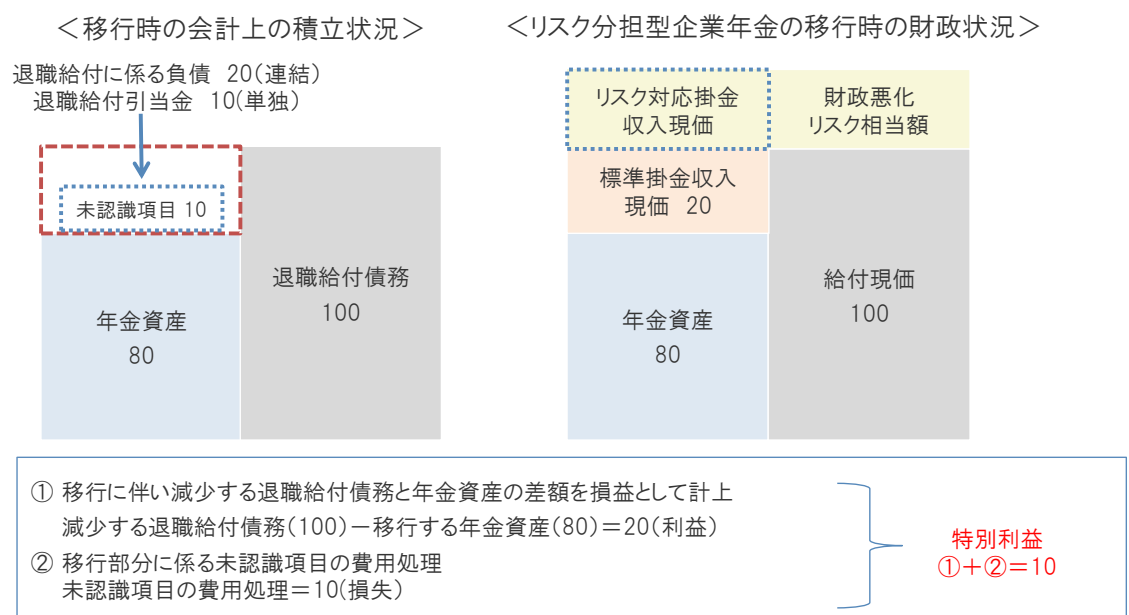 ＜移行時の会計上の積立状況＞
退職給付に係る負債 20(連結)
退職給付引当金 10(単独)
未認識項目 10
年金資産
80
退職給付債務
100
＜リスク分担型企業年金の移行時の財政状況＞
リスク対応掛金
収入現価
財政悪化
リスク相当額
標準掛金収入
現価 20
年金資産
80
給付現価
100
① 移行に伴い減少する退職給付債務と年金資産の差額を損益として計上
減少する退職給付債務(100)－移行する年金資産(80)＝20(利益)
② 移行部分に係る未認識項目の費用処理
未認識項目の費用処理＝10(損失)
特別利益
①＋②＝10